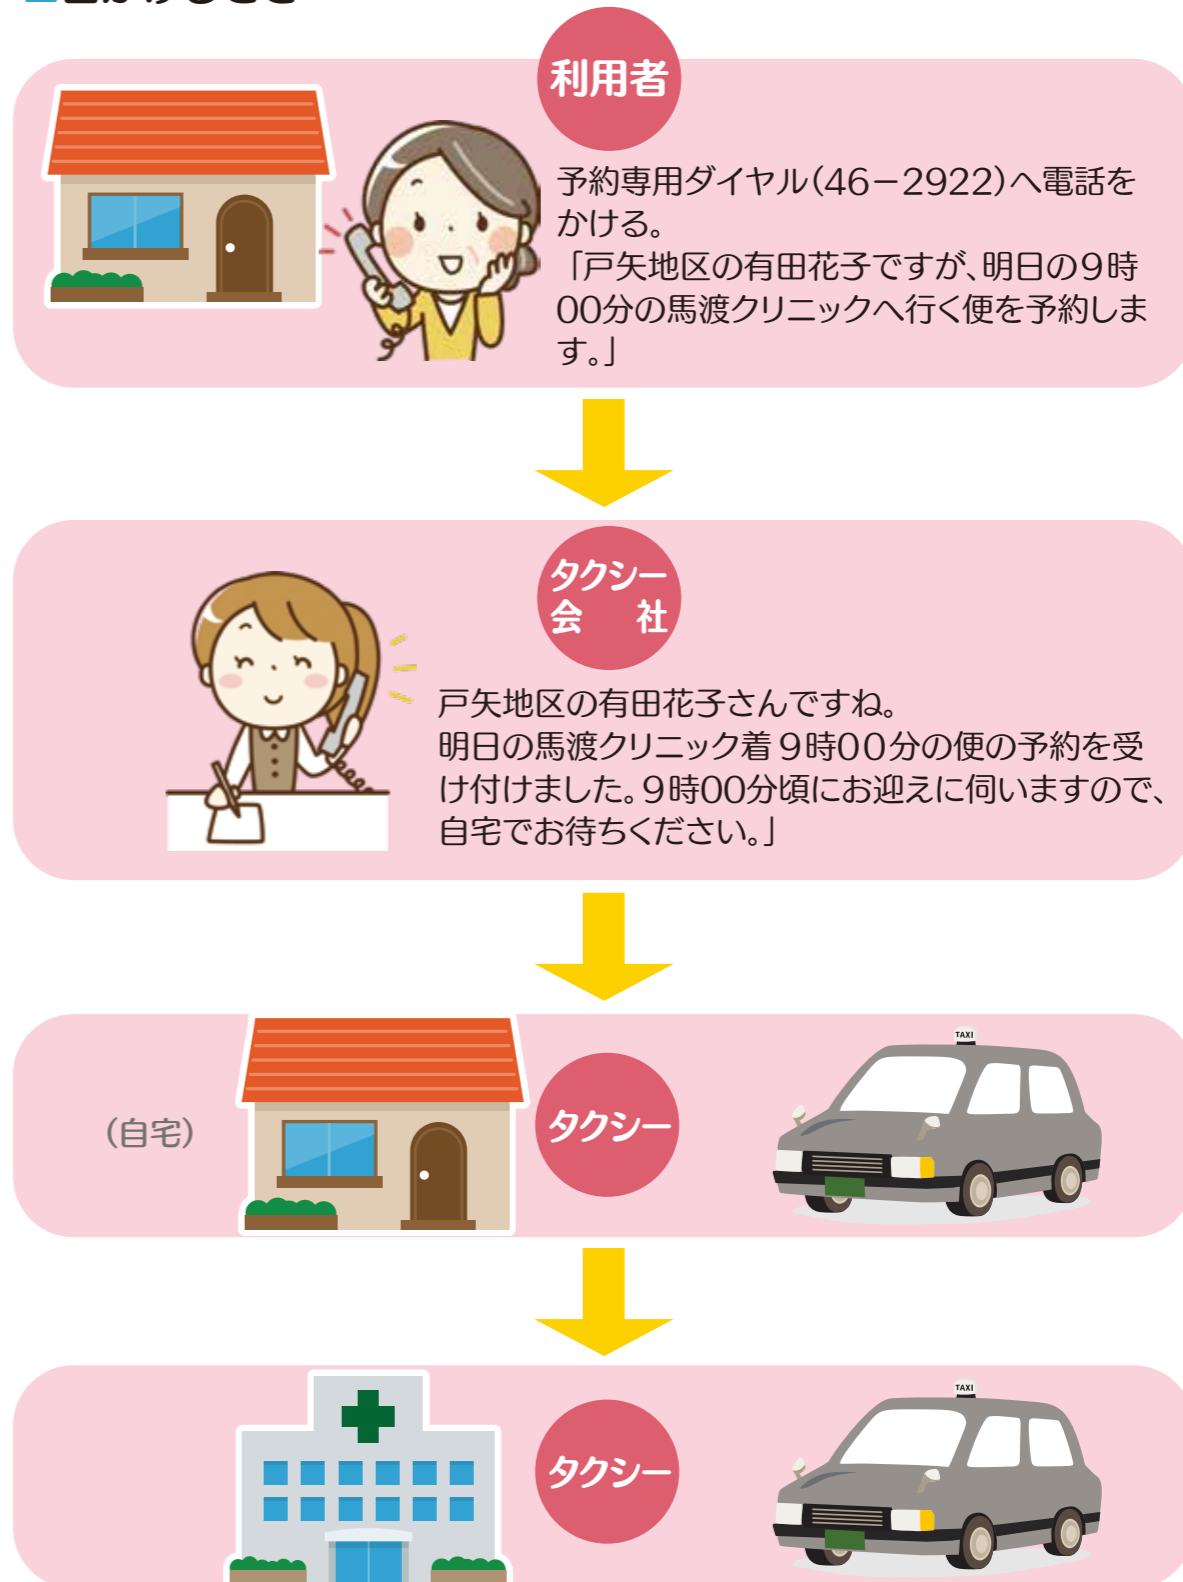 利用者
予約専用ダイヤル(46−2922)へ電話を
かける。
「戸矢地区の有田花子ですが、明日の9時
00分の馬渡クリニックへ行く便を予約しま
す。」
タクシー
会 社
戸矢地区の有田花子さんですね。
明日の馬渡クリニック着9時00分の便の予約を受
け付けました。9時00分頃にお迎えに伺いますので、
自宅でお待ちください。」
(自宅)
タクシー
TAXI
タクシー
TAXI